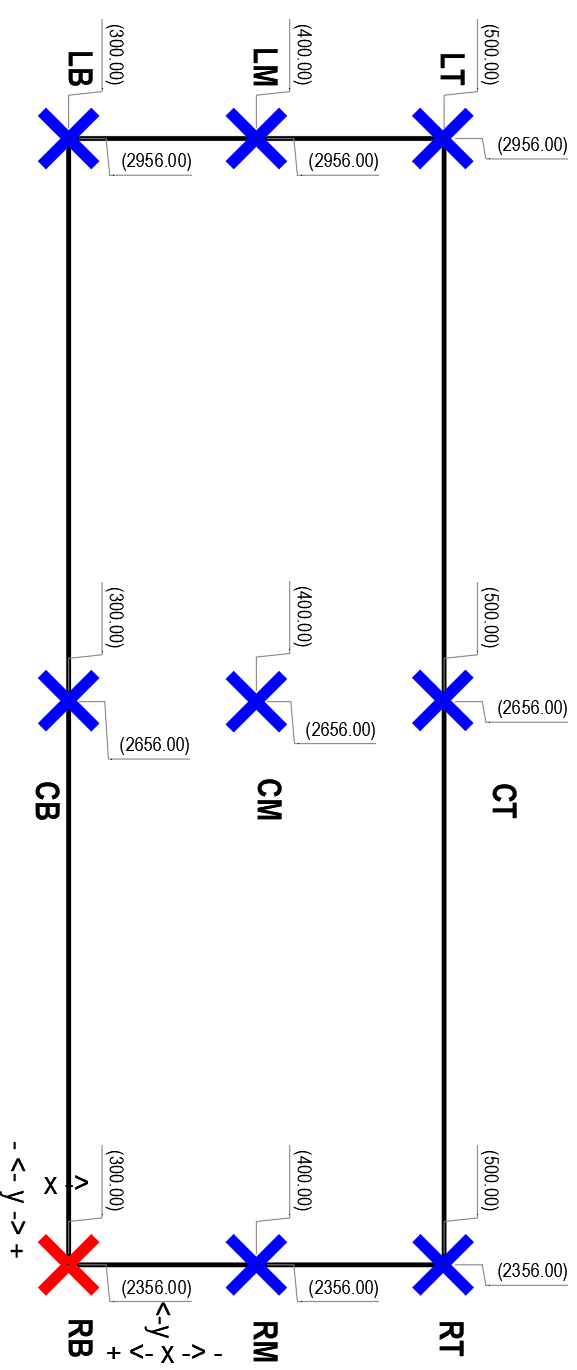 LB
(300.00)
LM
(400.00)
LT
(500.00)
(2956.00)
(2956.00)
(2956.00)
(300.00)
(400.00)
(500.00)
(2656.00)
(2656.00)
(2656.00)
CB
CM
CT
- <- y -> +
x ->
(300.00)
(400.00)
(500.00)
(2356.00)
(2356.00)
(2356.00)
<-y
RB
+ <- x -> -
RM
RT